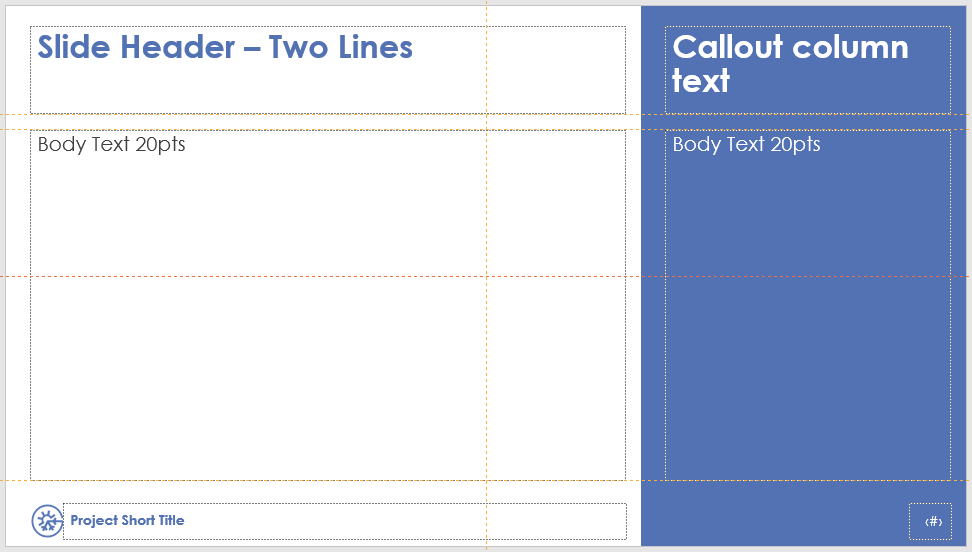 Slide Header – Two Lines
Body Text 20pts
Callout column
text
Body Text 20pts
Project Short Title
‹#›